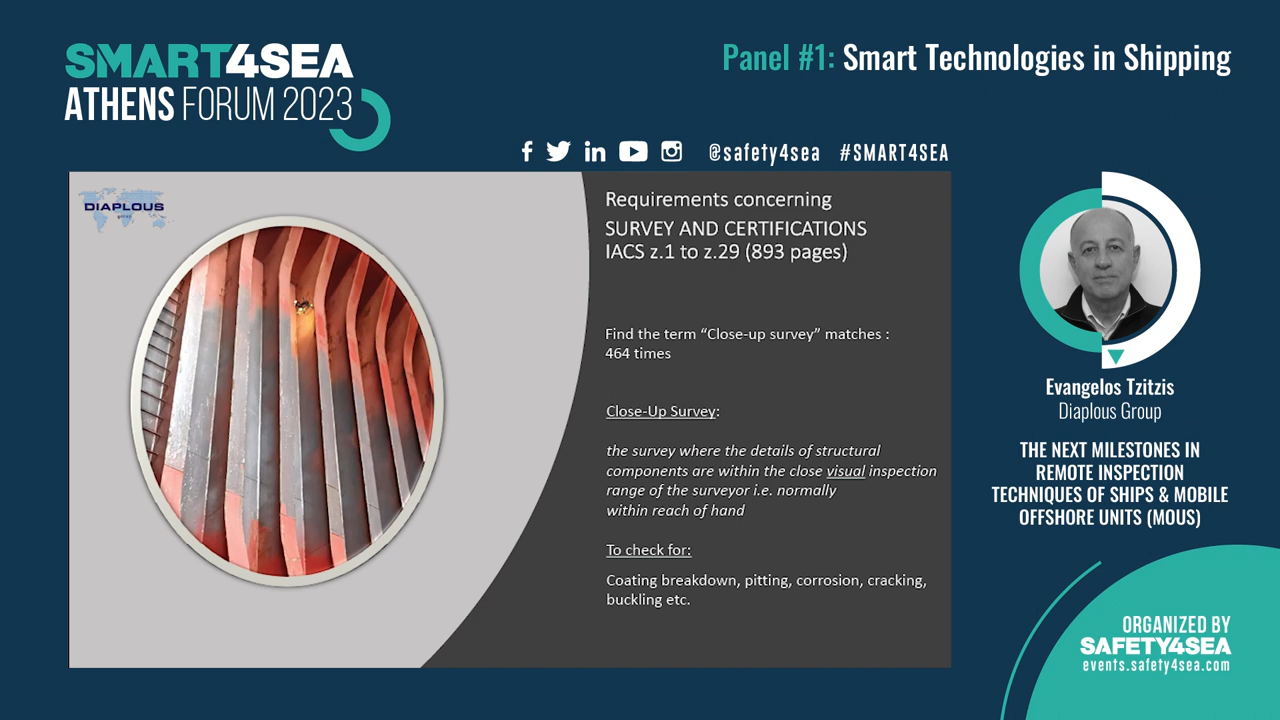 SMART4SEA
ATHENS FORUM 2023
Panel #1: Smart Technologies in Shipping
@safety4sea #SMART4SEA
DIAPLOUS
group
Requirements concerning
SURVEY AND CERTIFICATIONS
IACS z.1 to z.29 (893 pages)
Find the term “Close-up survey” matches :
464 times
Close-Up Survey:
the survey where the details of structural
components are within the close visual inspection
range of the surveyor i.e. normally
within reach of hand
To check for:
Coating breakdown, pitting, corrosion, cracking,
buckling etc.
Evangelos Tzitzis
Diaplous Group
THE NEXT MILESTONES IN
REMOTE INSPECTION
TECHNIQUES OF SHIPS & MOBILE
OFFSHORE UNITS (MOUS)
ORGANIZED BY
SAFETY4SEA
events.safety4sea.com